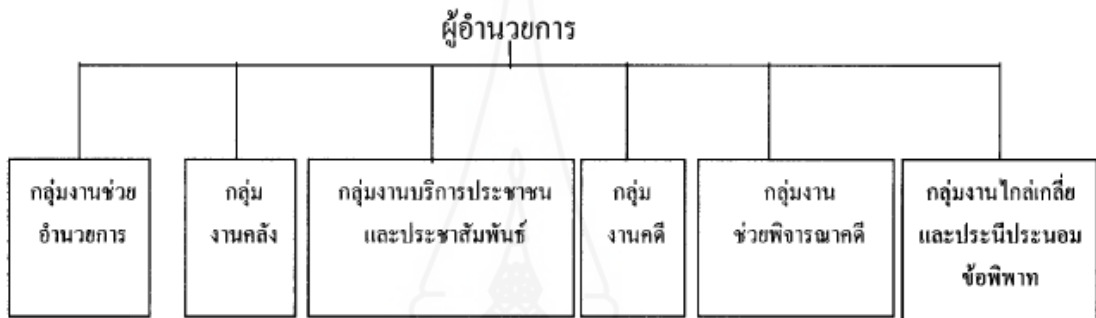 ผู้อำนวยการ
กลุ่มงานช่วย
อำนวยการ
กลุ่ม
งานคลัง
กลุ่มงานบริการประชาชน
และประชาสัมพันธ์
กลุ่ม
งานคดี
กลุ่มงาน
ช่วยพิจารณาคดี
กลุ่มงานไกล่เกลี่ย
และประนีประนอม
ข้อพิพาท